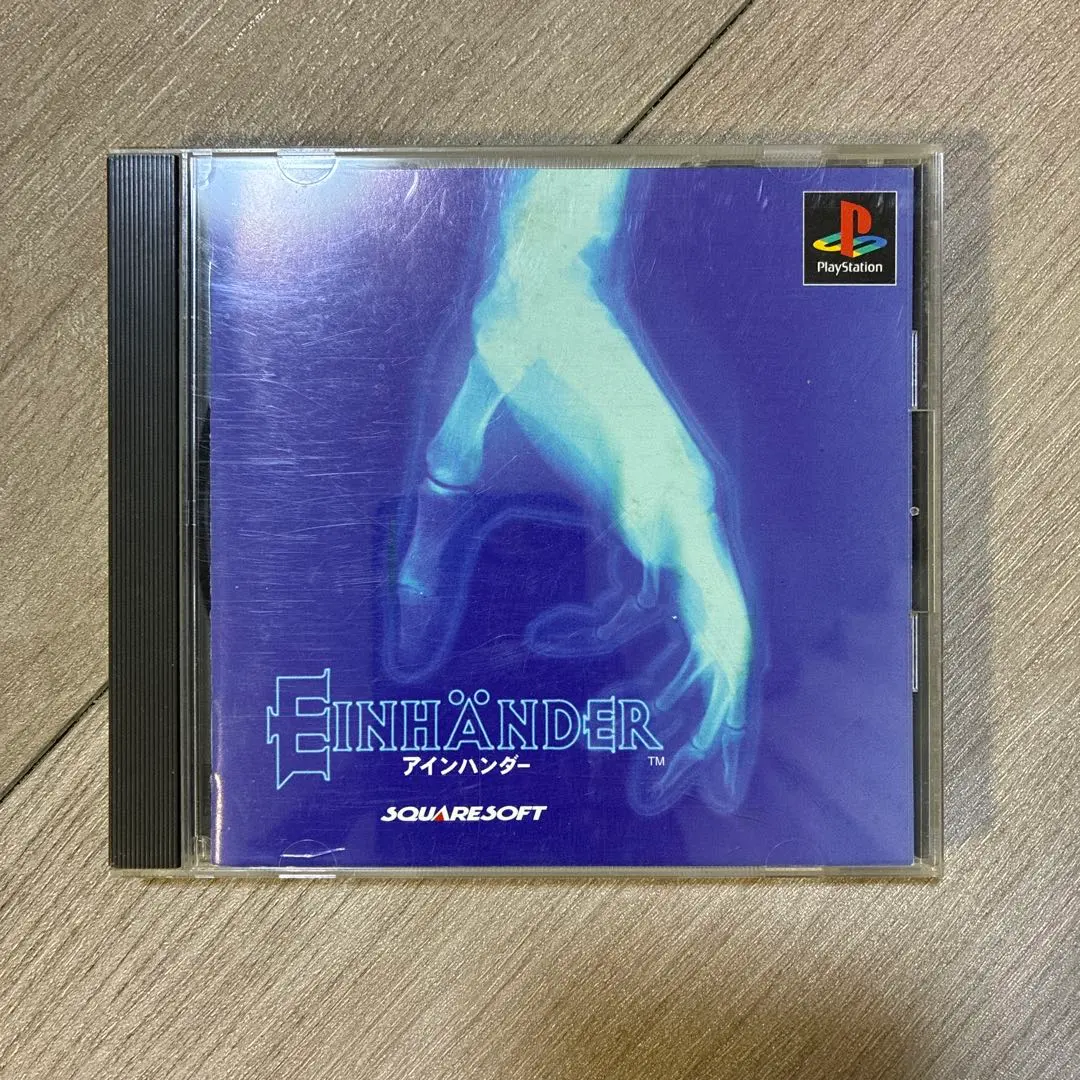 PlayStation
EINHÄNDER
TM
アインハンダー
SQUARESOFT